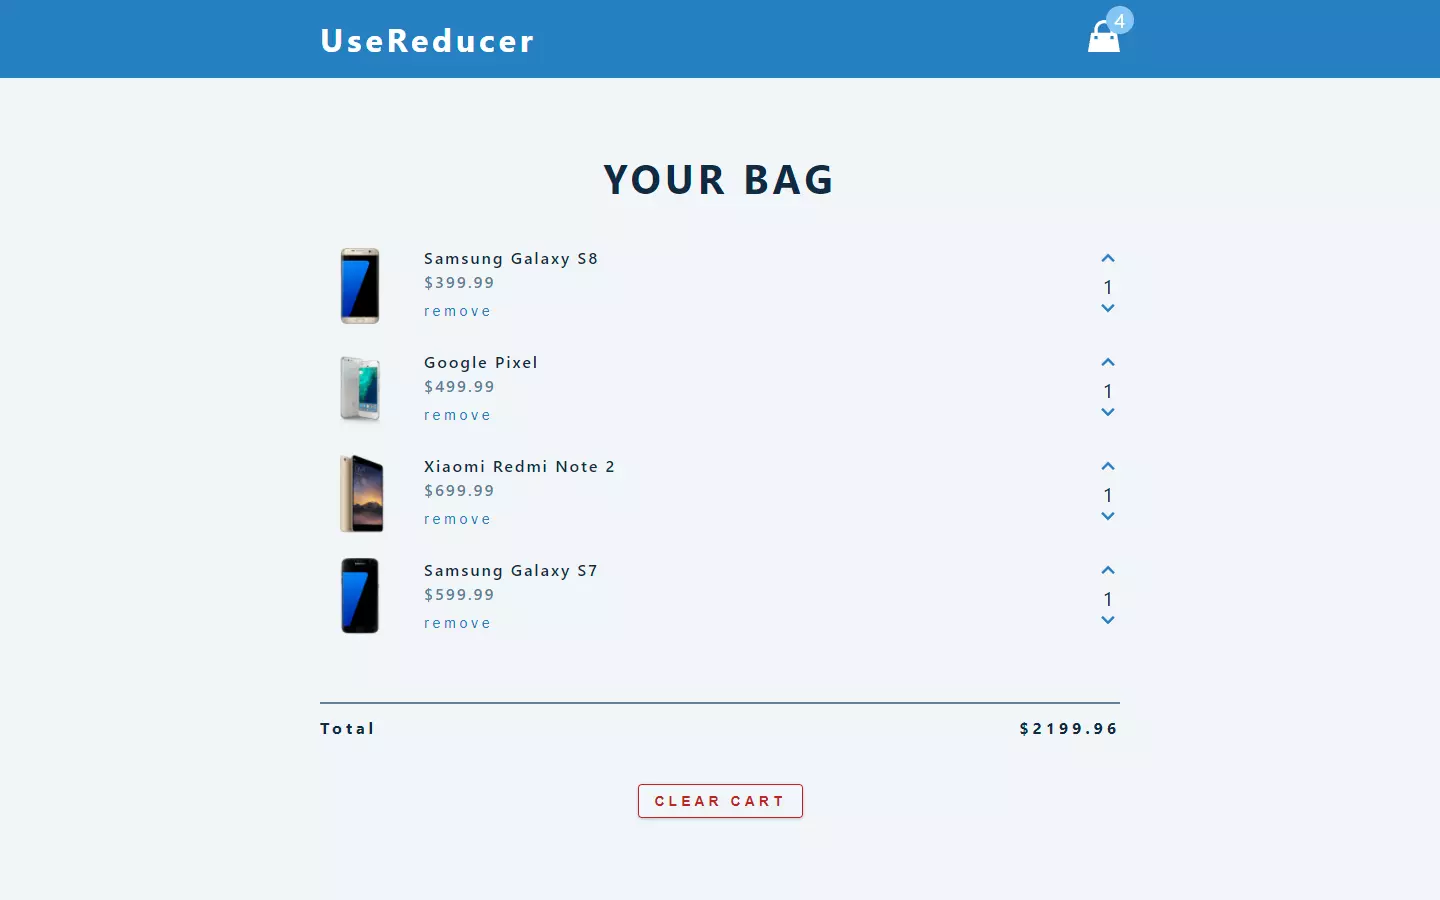 UseReducer
4
YOUR BAG
Samsung Galaxy S8
$399.99
remove
1
Google Pixel
$499.99
remove
1
Xiaomi Redmi Note 2
$699.99
remove
1
Samsung Galaxy S7
$599.99
remove
1
Total
$2199.96
CLEAR CART